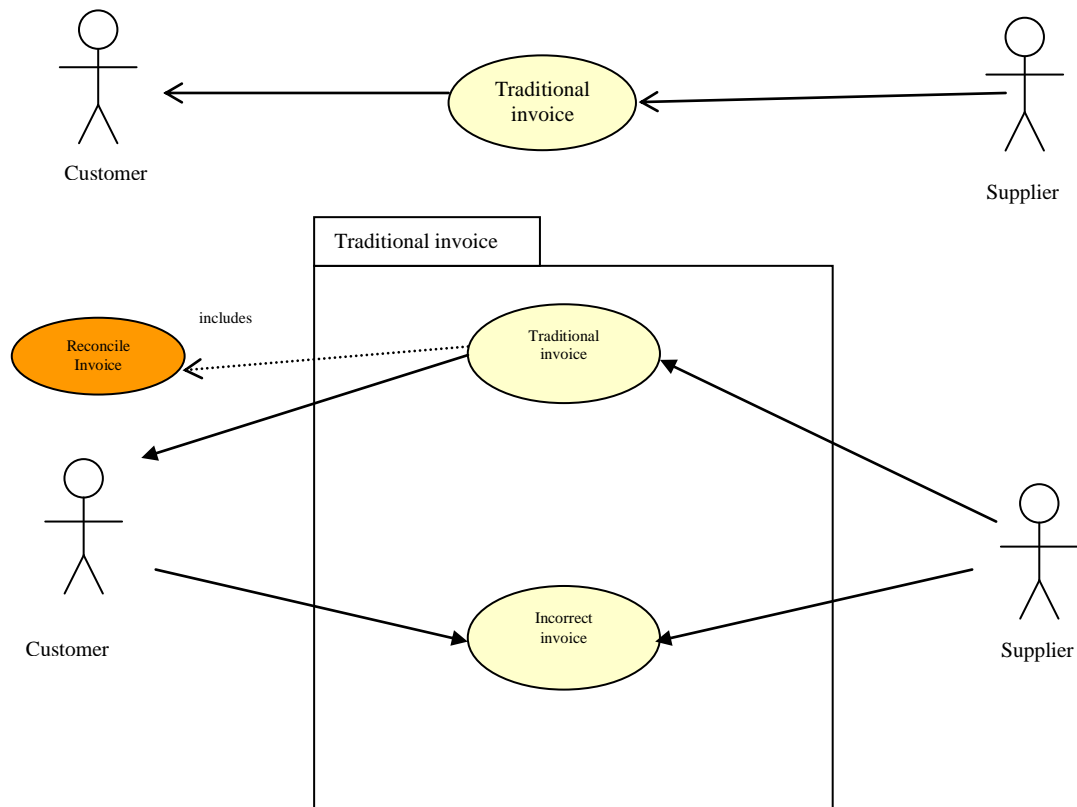 Traditional
invoice
Customer
Supplier
Traditional invoice
includes
Reconcile
Invoice
Traditional
invoice
Incorrect
invoice
Customer
Supplier